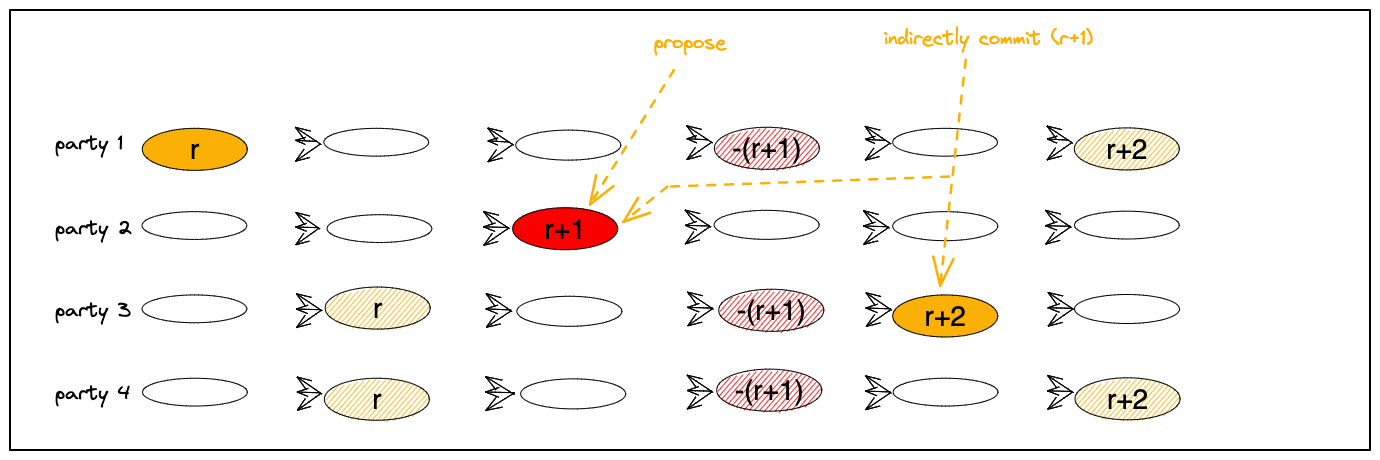 propose
indirectly commit (r+1)
party 1 r -(r+1) r+2
party 2 r+1
party 3 r -(r+1) r+2
party 4 r -(r+1) r+2